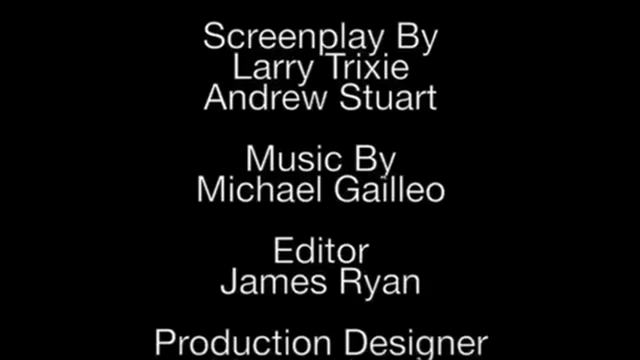 Screenplay By
Larry Trixie
Andrew Stuart
Music By
Michael Gailleo
Editor
James Ryan
Production Designer